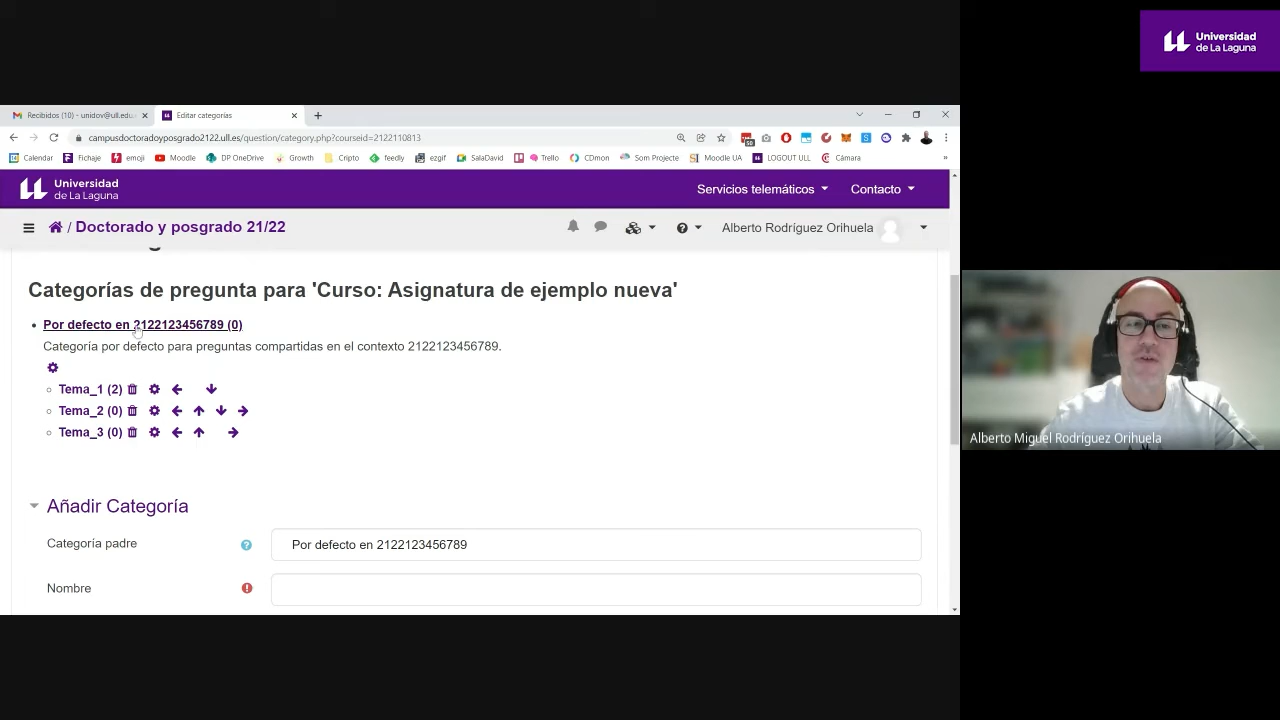 Universidad
de La Laguna
Recibidos (10) - unidov@ull.edu.
Editar categorías
campusdoctoradoyposgrado2122.ull.es/question/category.php?courseid=2122110813
Calendar
Fichaje
emoji
Moodle
DP OneDrive
Growth
Cripto
feedly
ezgif
SalaDavid
Trello
CDmon
Som Projecte
Moodle UA
LOGOUT ULL
Cámara
»
Universidad
de La Laguna
Servicios telemáticos
Contacto
/ Doctorado y posgrado 21/22
Alberto Rodríguez Orihuela
Categorías de pregunta para 'Curso: Asignatura de ejemplo nueva'
Por defecto en 2122123456789 (0)
Categoría por defecto para preguntas compartidas en el contexto 2122123456789.
Tema_1 (2)
Tema_2 (0)
Tema_3 (0)
Añadir Categoría
Categoría padre
Por defecto en 2122123456789
Nombre
Alberto Miguel Rodríguez Orihuela